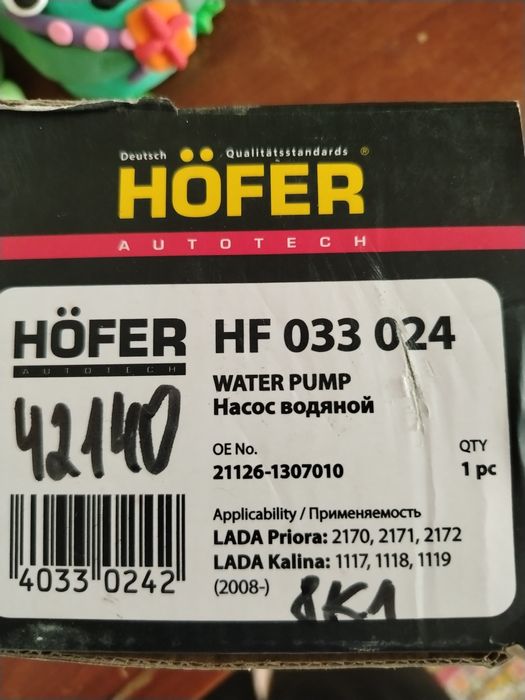 Deutsch Qualitätsstandards ®
HÖFER
AUTOTECH
HÖFER
AUTOTECH
HF 033 024
WATER PUMP
Насос водяной
42140
OE No.
21126-1307010
QTY
1 pc
4033 0242
Applicability / Применяемость
LADA Priora: 2170, 2171, 2172
LADA Kalina: 1117, 1118, 1119
(2008-)